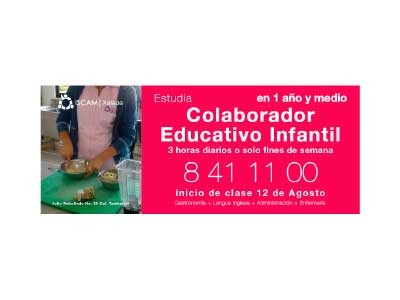 GCAM | Xalapa
Estudia en 1 año y medio
Colaborador
Educativo Infantil
3 horas diarios o solo fines de semana
8 41 11 00
inicio de clase 12 de Agosto
Gastronomía + Lengua Inglesa + Administración + Enfermería